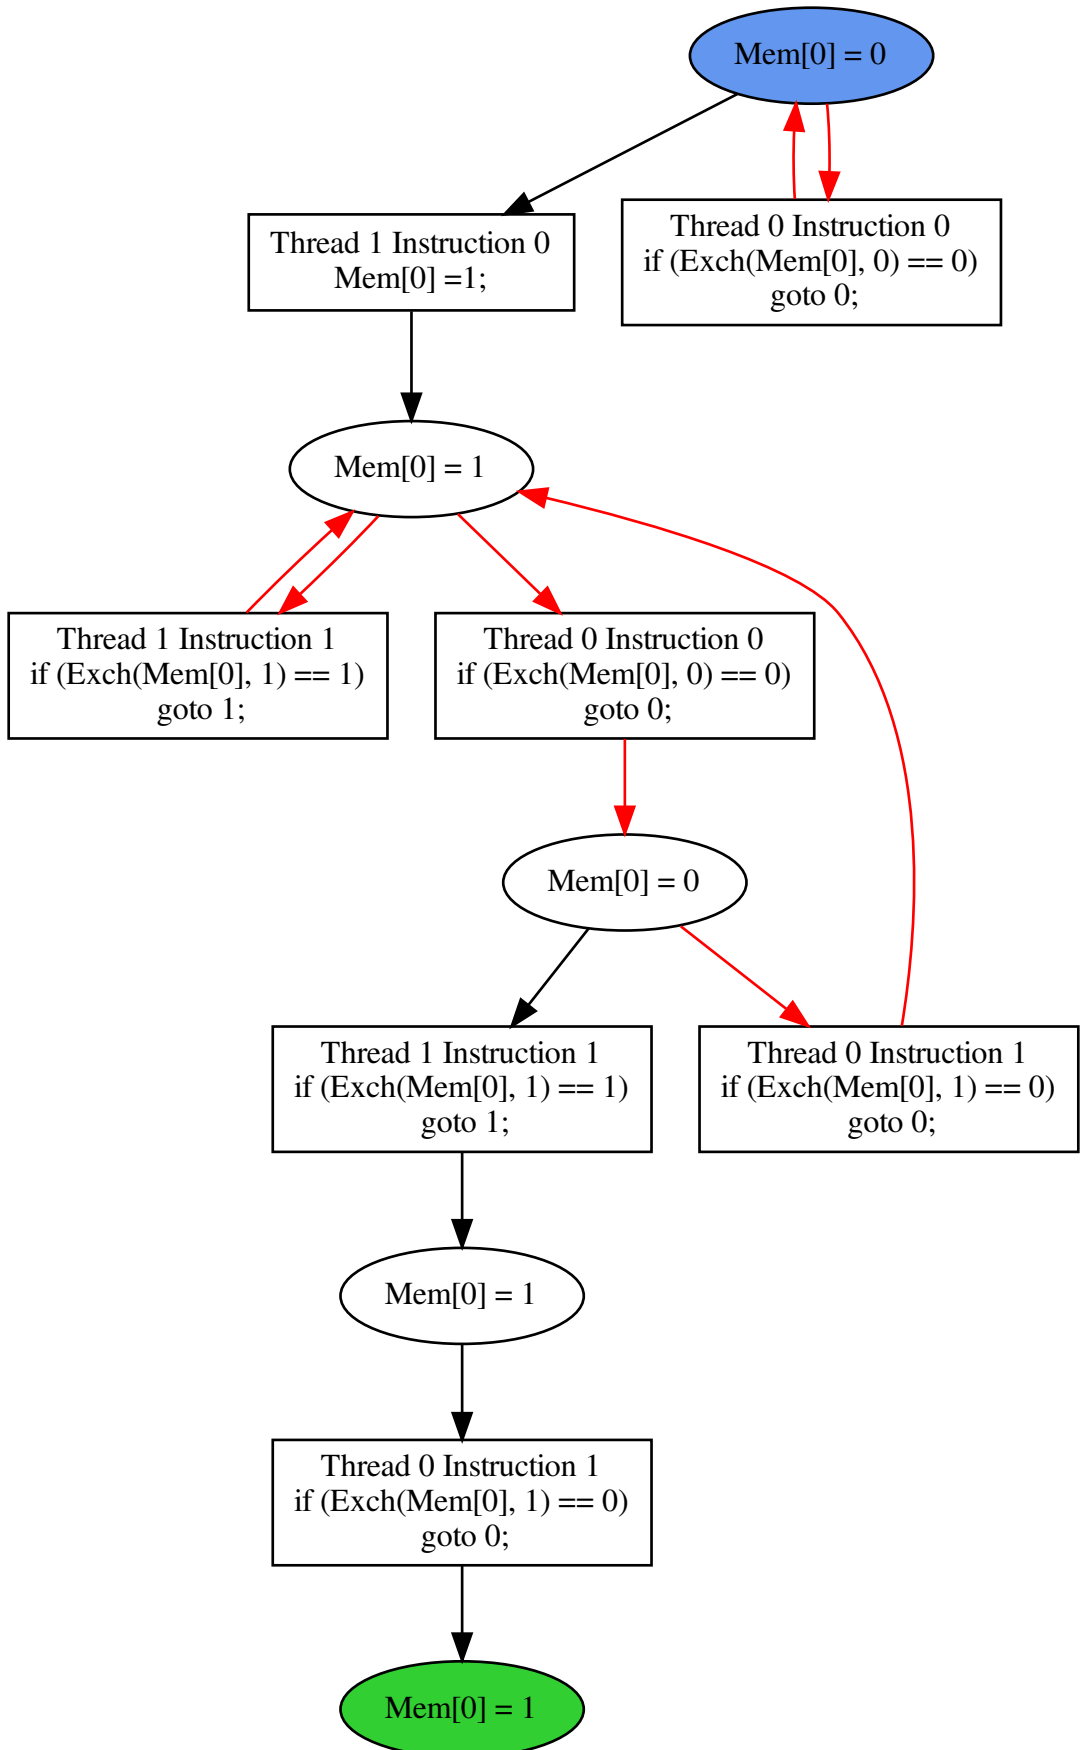 Mem[0] = 0
Thread 1 Instruction 0
Mem[0] =1;
Thread 0 Instruction 0
if (Exch(Mem[0], 0) == 0)
goto 0;
Mem[0] = 1
Thread 1 Instruction 1
if (Exch(Mem[0], 1) == 1)
goto 1;
Thread 0 Instruction 0
if (Exch(Mem[0], 0) == 0)
goto 0;
Mem[0] = 0
Thread 1 Instruction 1
if (Exch(Mem[0], 1) == 1)
goto 1;
Thread 0 Instruction 1
if (Exch(Mem[0], 1) == 0)
goto 0;
Mem[0] = 1
Thread 0 Instruction 1
if (Exch(Mem[0], 1) == 0)
goto 0;
Mem[0] = 1